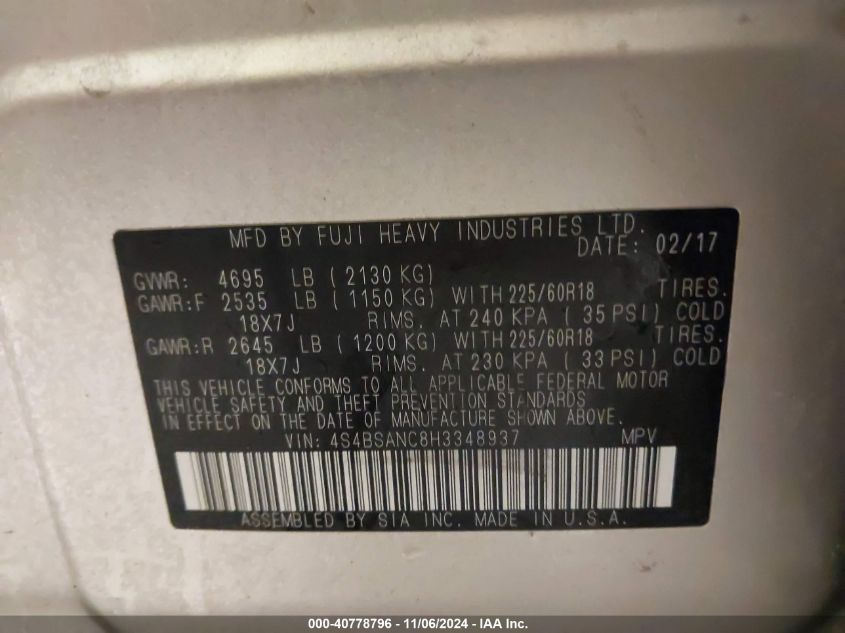 MFD BY FUJI HEAVY INDUSTRIES LTD.
DATE: 02/17
GVWR: 4695 LB ( 2130 KG)
GAWR:F 2535 LB ( 1150 KG) WITH 225/60R18 TIRES.
18X7J RIMS. AT 240 KPA ( 35 PSI) COLD
GAWR:R 2645 LB ( 1200 KG) WITH 225/60R18 TIRES.
18X7J RIMS. AT 230 KPA ( 33 PSI) COLD
THIS VEHICLE CONFORMS TO ALL APPLICABLE FEDERAL MOTOR
VEHICLE SAFETY AND THEFT PREVENTION STANDARDS
IN EFFECT ON THE DATE OF MANUFACTURE SHOWN ABOVE.
VIN: 4S4BSANC8H3348937 MPV
ASSEMBLED BY SIA INC. MADE IN U.S.A.
000-40778796 - 11/06/2024 - IAA Inc.